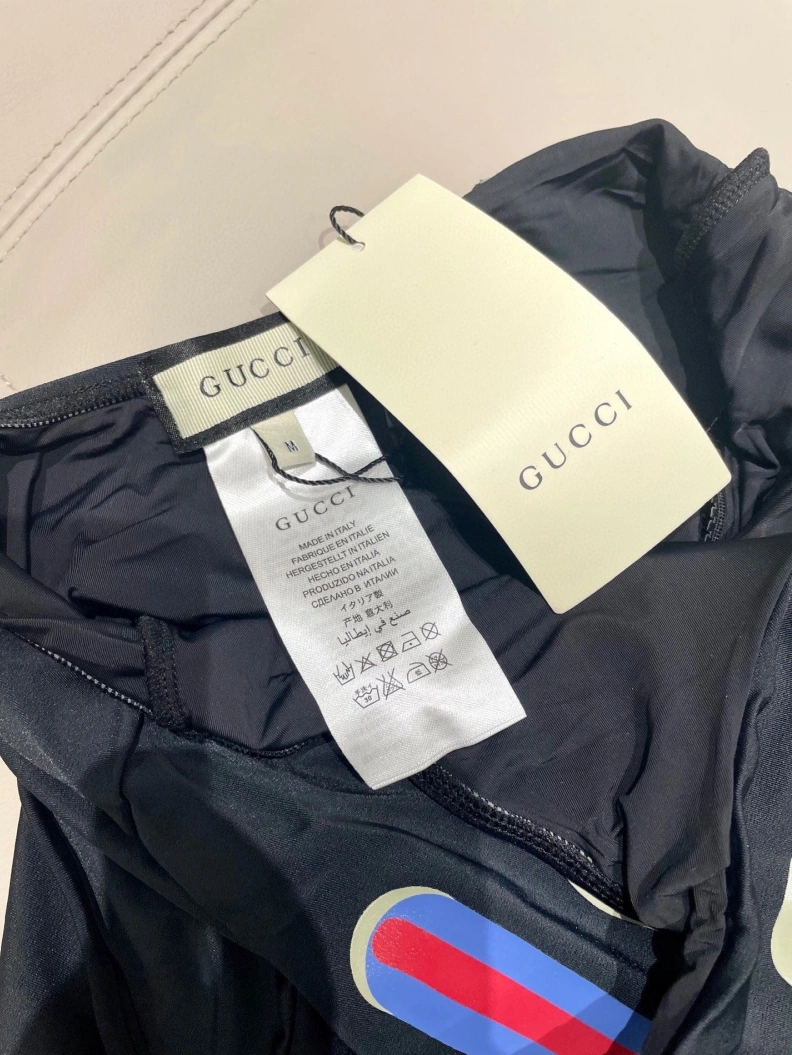 GUCCI
GUCCI
M
GUCCI
MADE IN ITALY
FABRIQUE EN ITALIE
HERGESTELLT IN ITALIEN
HECHO EN ITALIA
PRODUZIDO NA ITALIA
СДЕЛАНО В ИТАЛИИ
イタリア製
产地 意大利
صنع في إيطاليا
30